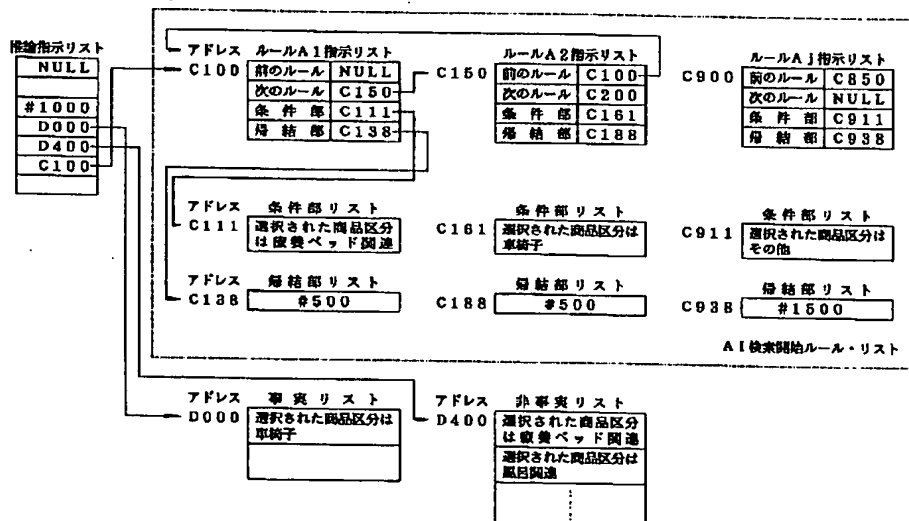 推論指示リスト
NULL
#1000
D000
D400
C100
アドレス ルールA1指示リスト
C100 前のルール NULL
次のルール C150
条件部 C111
帰結部 C138
ルールA2指示リスト
C150 前のルール C100
次のルール C200
条件部 C161
帰結部 C188
ルールAj指示リスト
C900 前のルール C850
次のルール NULL
条件部 C911
帰結部 C938
アドレス 条件部リスト
C111 選択された商品区分
は療養ベッド関連
条件部リスト
C161 選択された商品区分は
車椅子
条件部リスト
C911 選択された商品区分は
その他
アドレス 帰結部リスト
C138 #500
帰結部リスト
C188 #500
帰結部リスト
C938 #1500
AI検索開始ルール・リスト
アドレス 事実リスト
D000 選択された商品区分は
車椅子
アドレス 非事実リスト
D400 選択された商品区分
は療養ベッド関連
選択された商品区分は
風呂関連